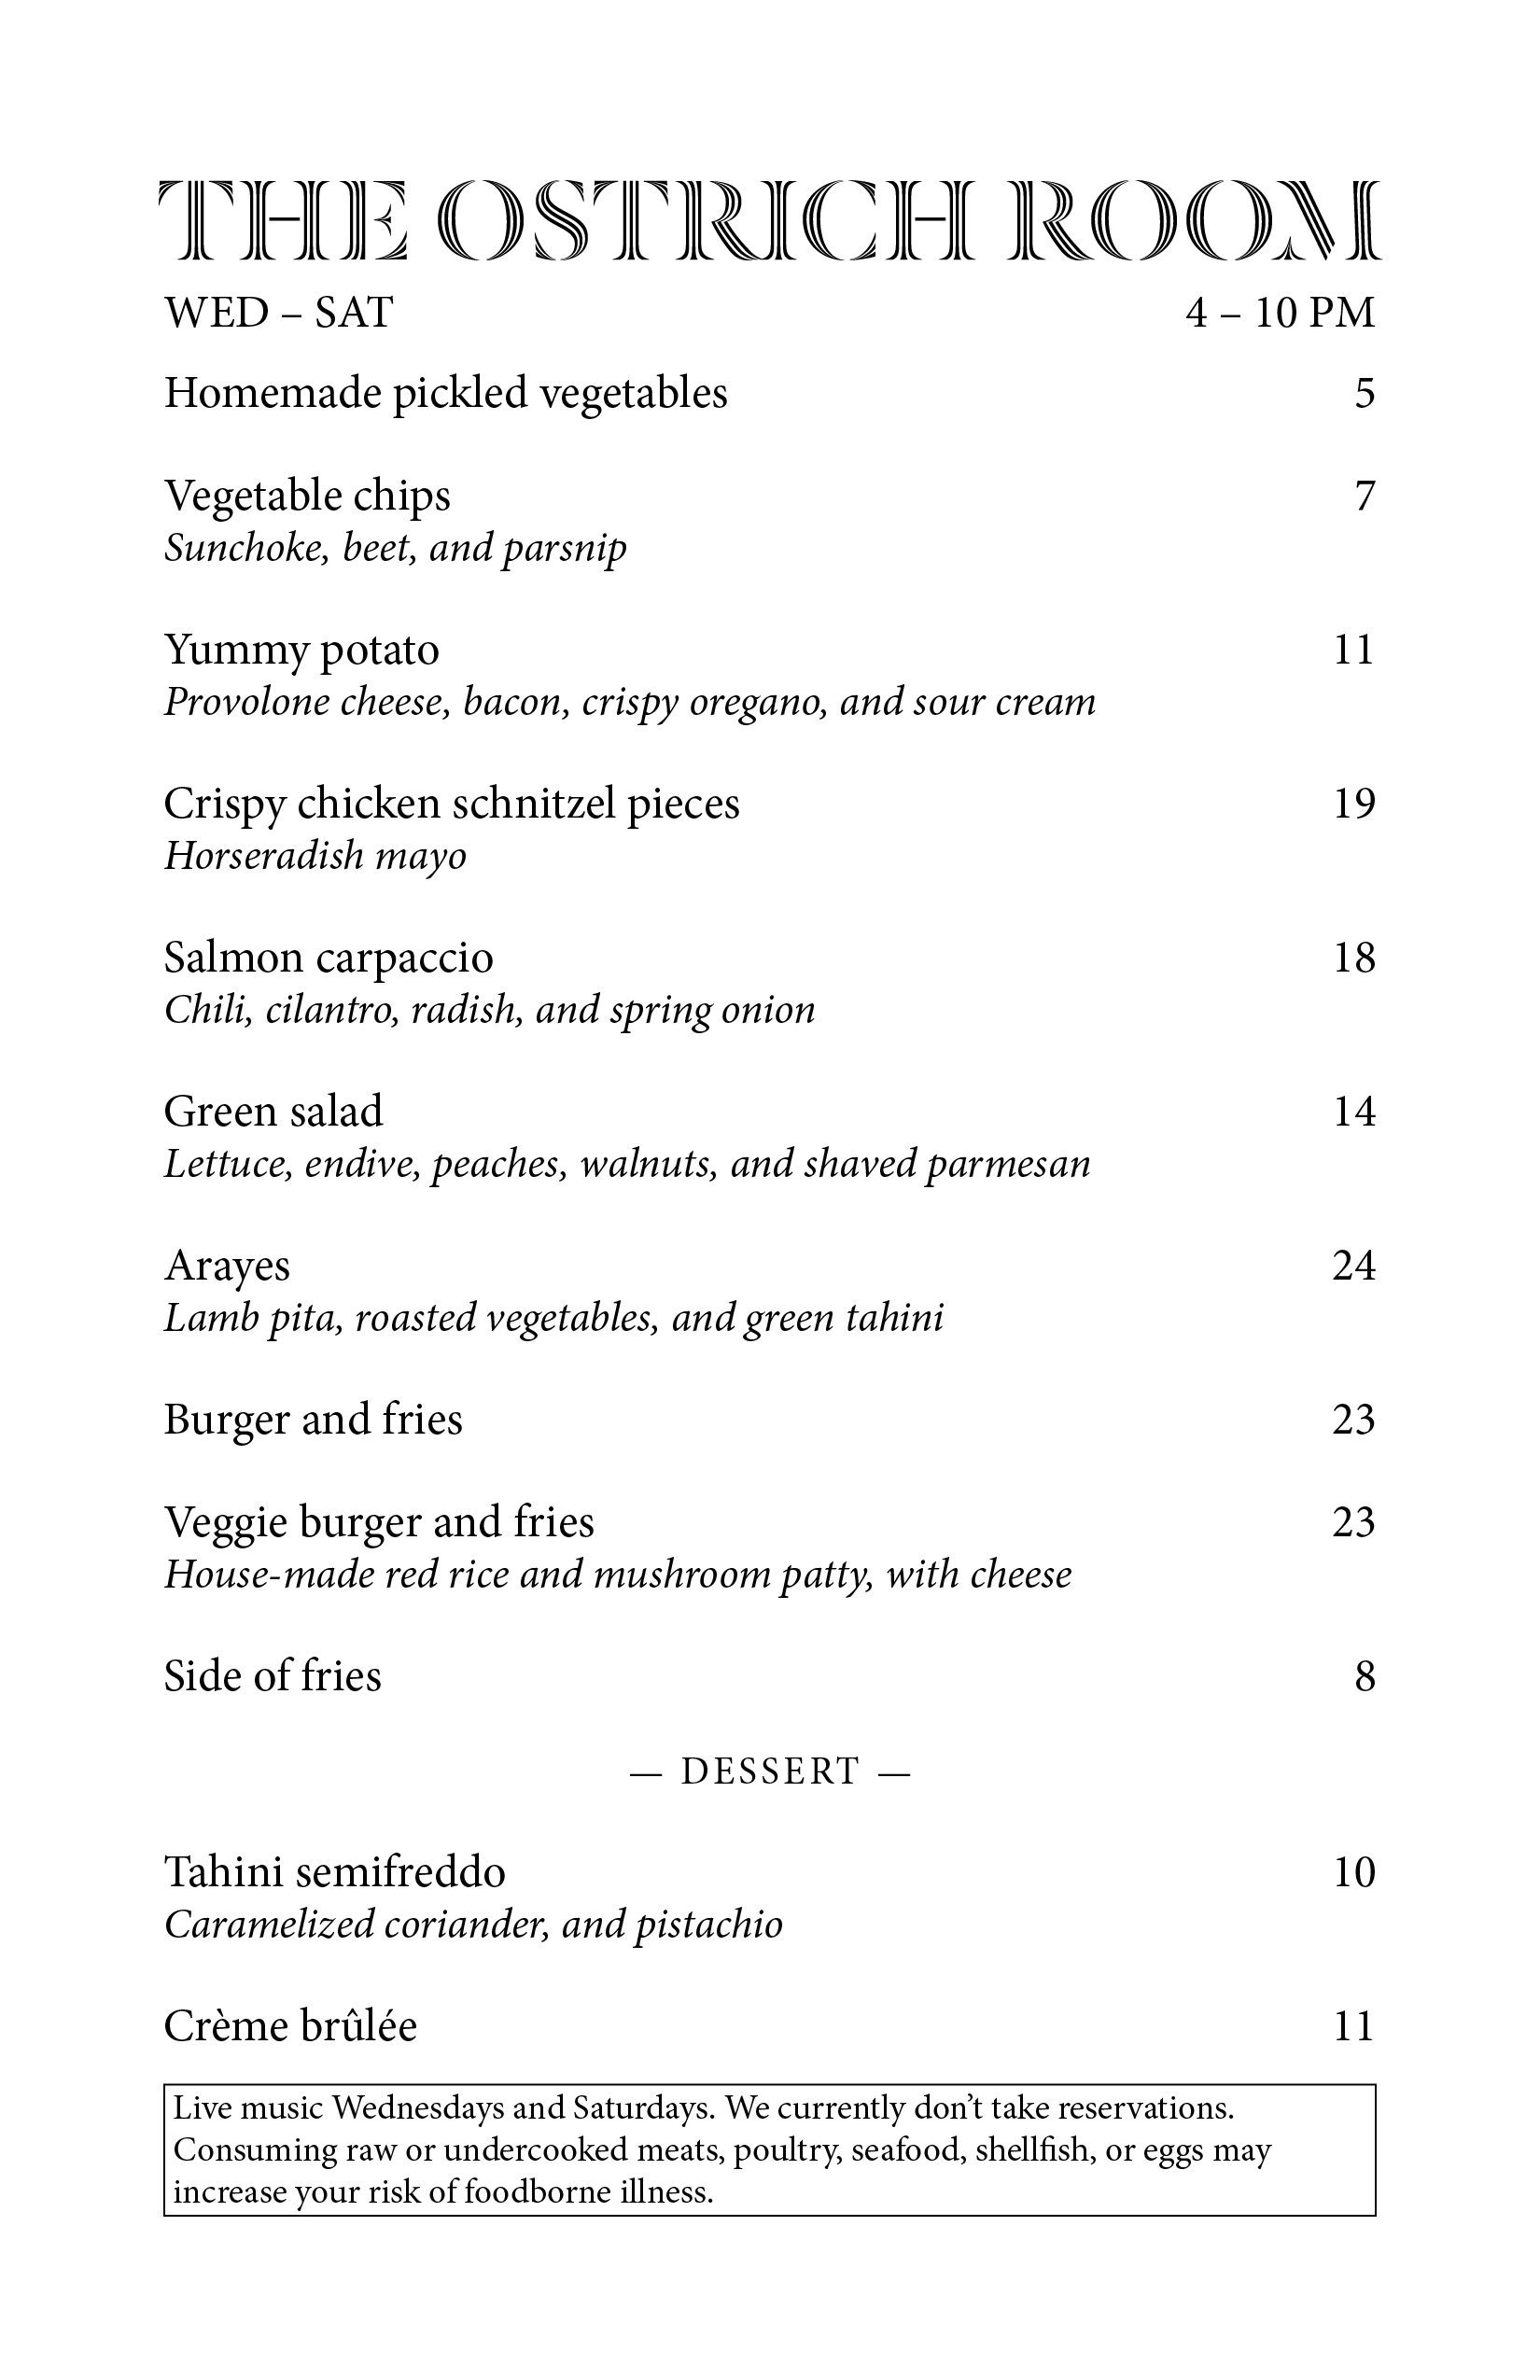 THE OSTRICH ROOM
WED – SAT 4 – 10 PM
Homemade pickled vegetables 5
Vegetable chips 7
Sunchoke, beet, and parsnip
Yummy potato 11
Provolone cheese, bacon, crispy oregano, and sour cream
Crispy chicken schnitzel pieces 19
Horseradish mayo
Salmon carpaccio 18
Chili, cilantro, radish, and spring onion
Green salad 14
Lettuce, endive, peaches, walnuts, and shaved parmesan
Arayes 24
Lamb pita, roasted vegetables, and green tahini
Burger and fries 23
Veggie burger and fries 23
House-made red rice and mushroom patty, with cheese
Side of fries 8
— DESSERT —
Tahini semifreddo 10
Caramelized coriander, and pistachio
Crème brûlée 11
Live music Wednesdays and Saturdays. We currently don’t take reservations.
Consuming raw or undercooked meats, poultry, seafood, shellfish, or eggs may
increase your risk of foodborne illness.